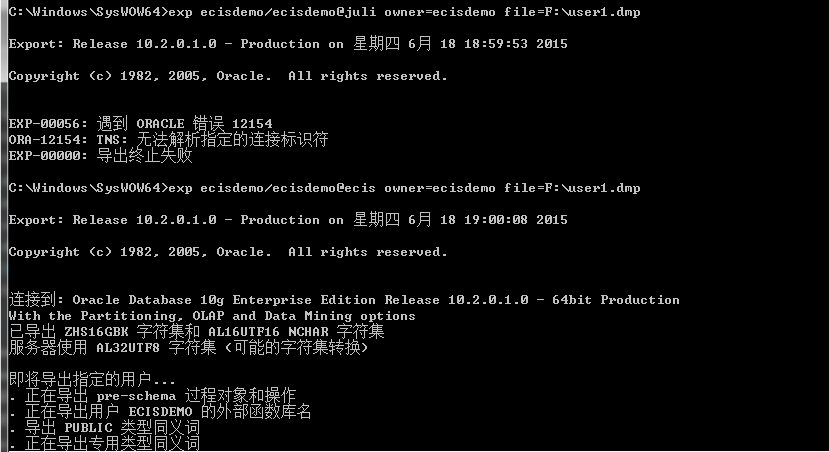 C:\Windows\SysWOW64>exp ecisdemo/ecisdemo@juli owner=ecisdemo file=F:\user1.dmp
Export: Release 10.2.0.1.0 - Production on 星期四 6月 18 18:59:53 2015
Copyright (c) 1982, 2005, Oracle.  All rights reserved.
EXP-00056: 遇到 ORACLE 错误 12154
ORA-12154: TNS: 无法解析指定的连接标识符
EXP-00000: 导出终止失败
C:\Windows\SysWOW64>exp ecisdemo/ecisdemo@ecis owner=ecisdemo file=F:\user1.dmp
Export: Release 10.2.0.1.0 - Production on 星期四 6月 18 19:00:08 2015
Copyright (c) 1982, 2005, Oracle.  All rights reserved.
连接到: Oracle Database 10g Enterprise Edition Release 10.2.0.1.0 - 64bit Production
With the Partitioning, OLAP and Data Mining options
已导出 ZHS16GBK 字符集和 AL16UTF16 NCHAR 字符集
服务器使用 AL32UTF8 字符集 (可能的字符集转换)
即将导出指定的用户...
. 正在导出 pre-schema 过程对象和操作
. 正在导出用户 ECISDEMO 的外部函数库名
. 导出 PUBLIC 类型同义词
. 正在导出专用类型同义词